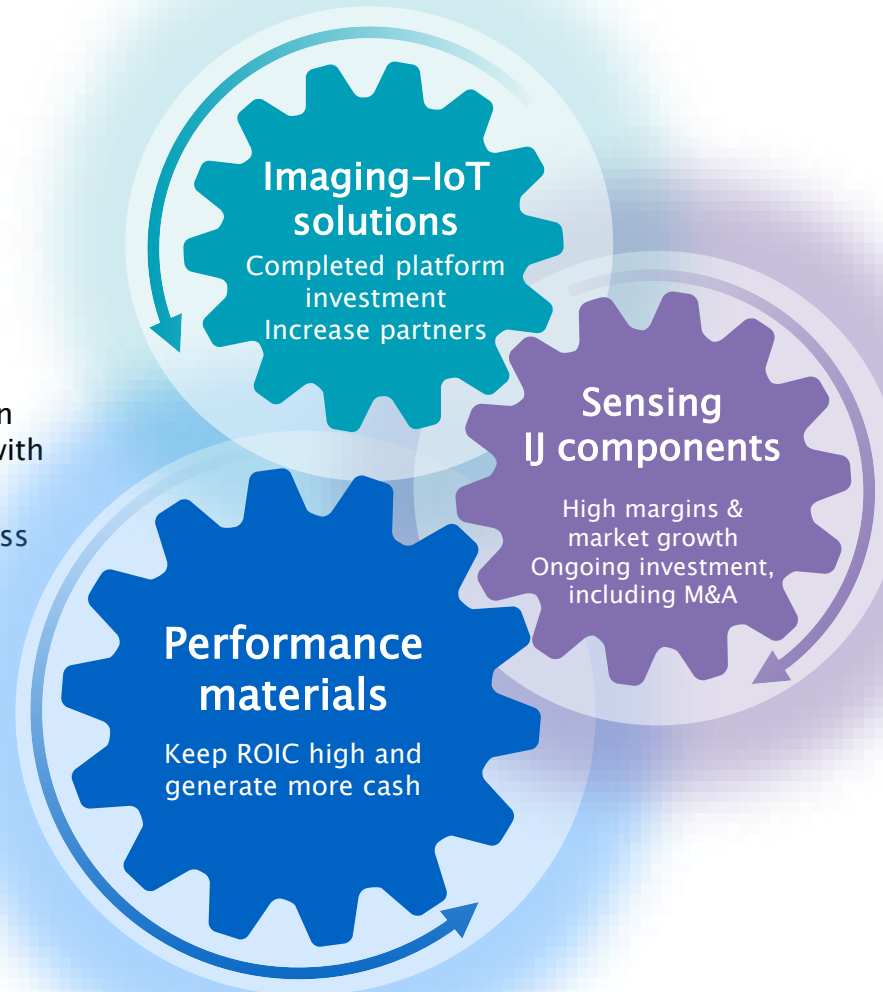 Imaging-IoT
solutions
Completed platform
investment
Increase partners
Sensing
IJ components
High margins &
market growth
Ongoing investment,
including M&A
Performance
materials
Keep ROIC high and
generate more cash